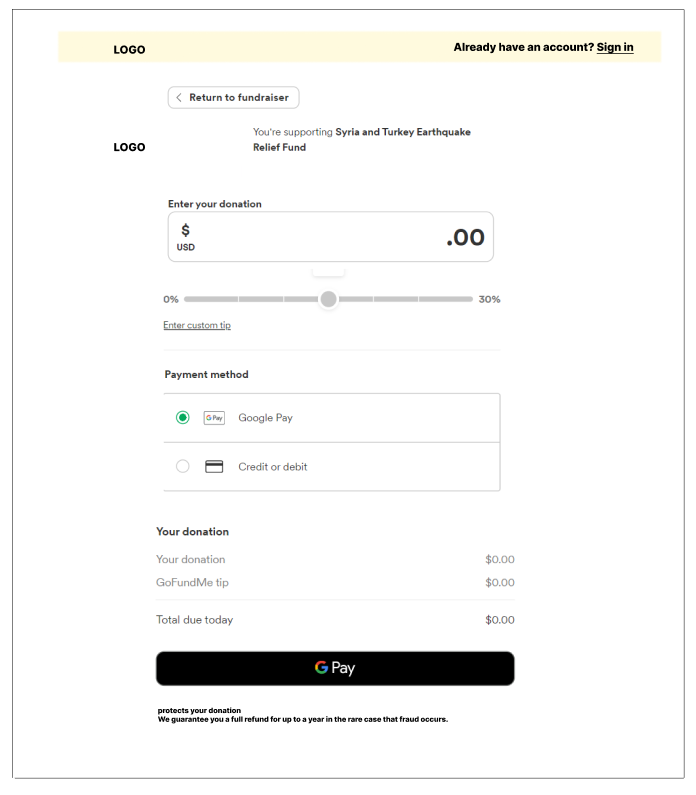 LOGO
Already have an account? Sign in
Return to fundraiser
You're supporting Syria and Turkey Earthquake
Relief Fund
LOGO
Enter your donation
$
USD
.00
0%
30%
Enter custom tip
Payment method
G Pay Google Pay
Credit or debit
Your donation
Your donation $0.00
GoFundMe tip $0.00
Total due today $0.00
G Pay
protects your donation
We guarantee you a full refund for up to a year in the rare case that fraud occurs.